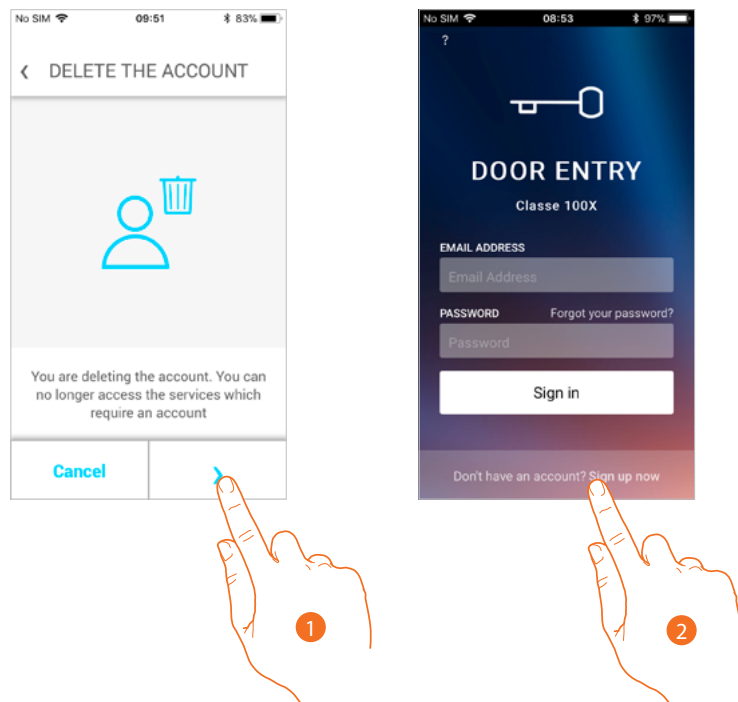 No SIM 09:51 83%
DELETE THE ACCOUNT
You are deleting the account. You can
no longer access the services which
require an account
Cancel
1
No SIM 08:53 97%
?
DOOR ENTRY
Classe 100X
EMAIL ADDRESS
Email Address
PASSWORD Forgot your password?
Password
Sign in
Don't have an account? Sign up now
2